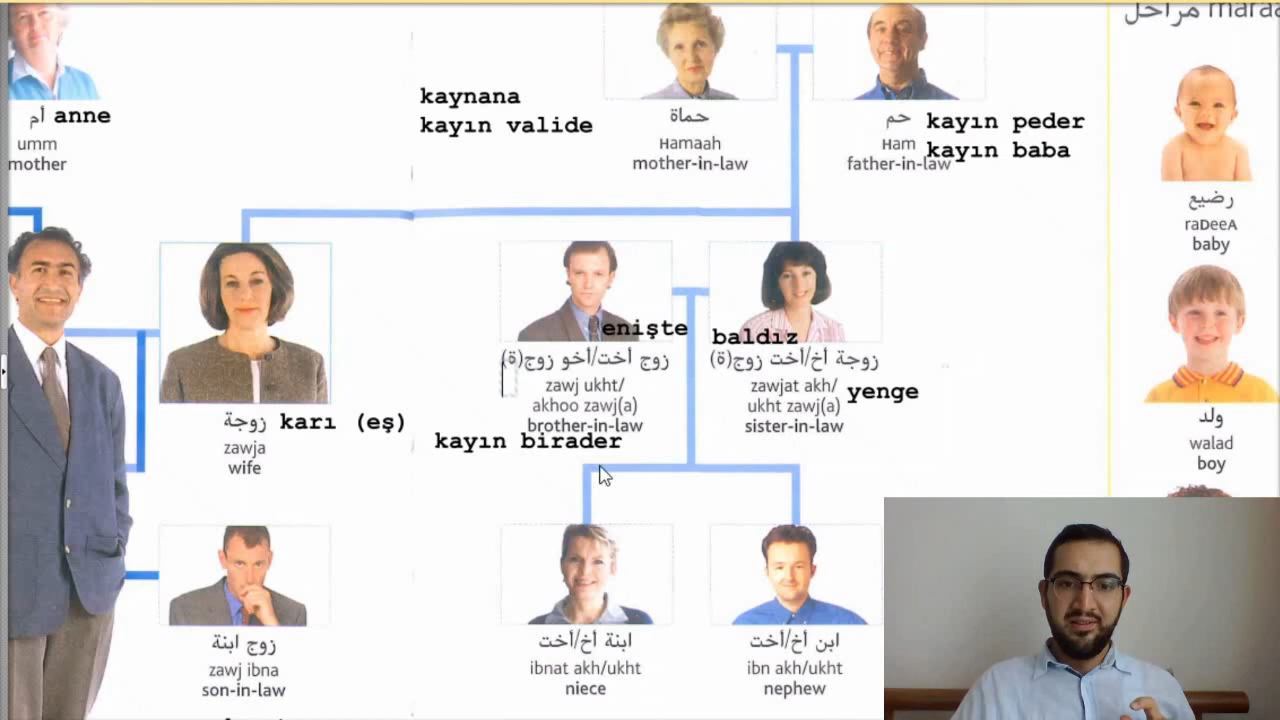 مراحل maraa
kaynana
kayın valide
أم anne
umm
mother
حماة
Hamaah
mother-in-law
حم
Ham
father-in-law
kayın peder
kayın baba
رضيع
raDeeA
baby
enişte
baldız
زوج أخت/أخو زوج(ة)
zawj ukht/
akhoo zawj(a)
brother-in-law
kayın birader
زوجة أخ/أخت زوج(ة)
zawjat akh/
ukht zawj(a)
sister-in-law
yenge
زوجة karı (eş)
zawja
wife
ولد
walad
boy
زوج ابنة
zawj ibna
son-in-law
ابنة أخ/أخت
ibnat akh/ukht
niece
ابن أخ/أخت
ibn akh/ukht
nephew